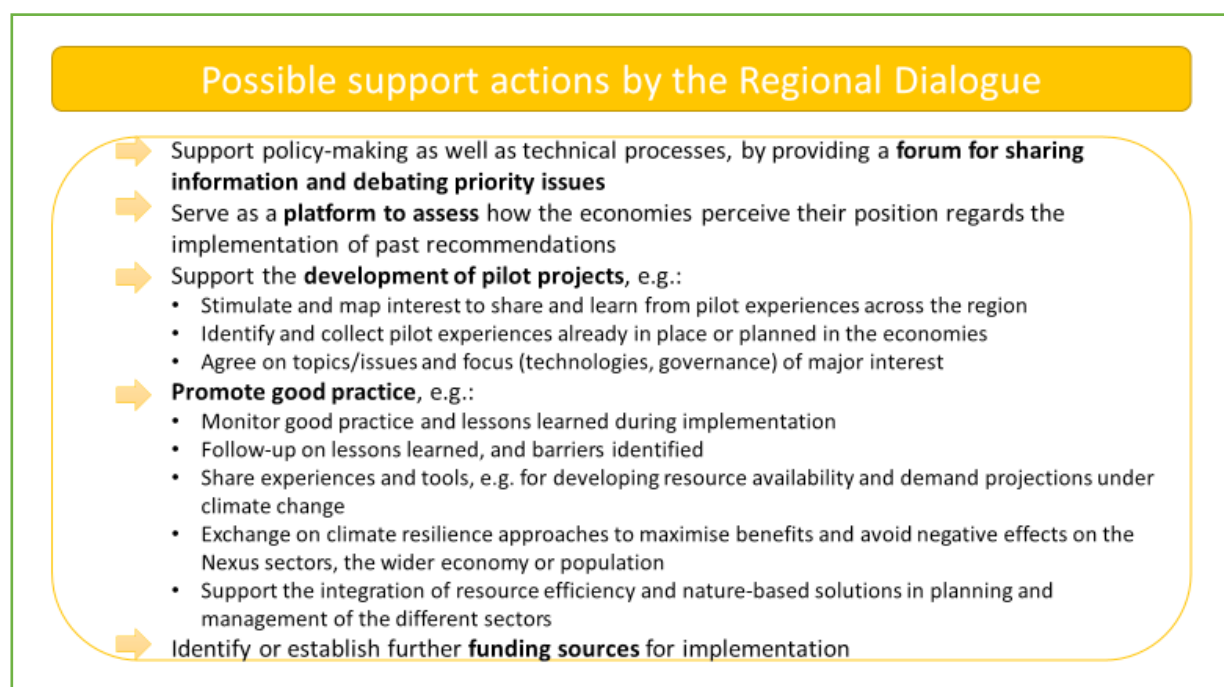 Possible support actions by the Regional Dialogue
Support policy-making as well as technical processes, by providing a forum for sharing
information and debating priority issues
Serve as a platform to assess how the economies perceive their position regards the
implementation of past recommendations
Support the development of pilot projects, e.g.:
• Stimulate and map interest to share and learn from pilot experiences across the region
• Identify and collect pilot experiences already in place or planned in the economies
• Agree on topics/issues and focus (technologies, governance) of major interest
Promote good practice, e.g.:
• Monitor good practice and lessons learned during implementation
• Follow-up on lessons learned, and barriers identified
• Share experiences and tools, e.g. for developing resource availability and demand projections under
climate change
• Exchange on climate resilience approaches to maximise benefits and avoid negative effects on the
Nexus sectors, the wider economy or population
• Support the integration of resource efficiency and nature-based solutions in planning and
management of the different sectors
Identify or establish further funding sources for implementation